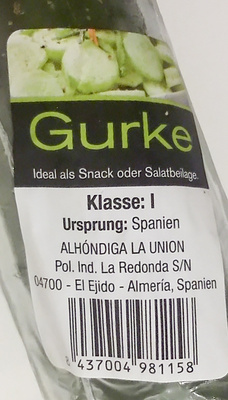 Gurke
Ideal als Snack oder Salatbeilage.
Klasse: I
Ursprung: Spanien
ALHÓNDIGA LA UNION
Pol. Ind. La Redonda S/N
04700 - El Ejido - Almería, Spanien
8 437004 981158